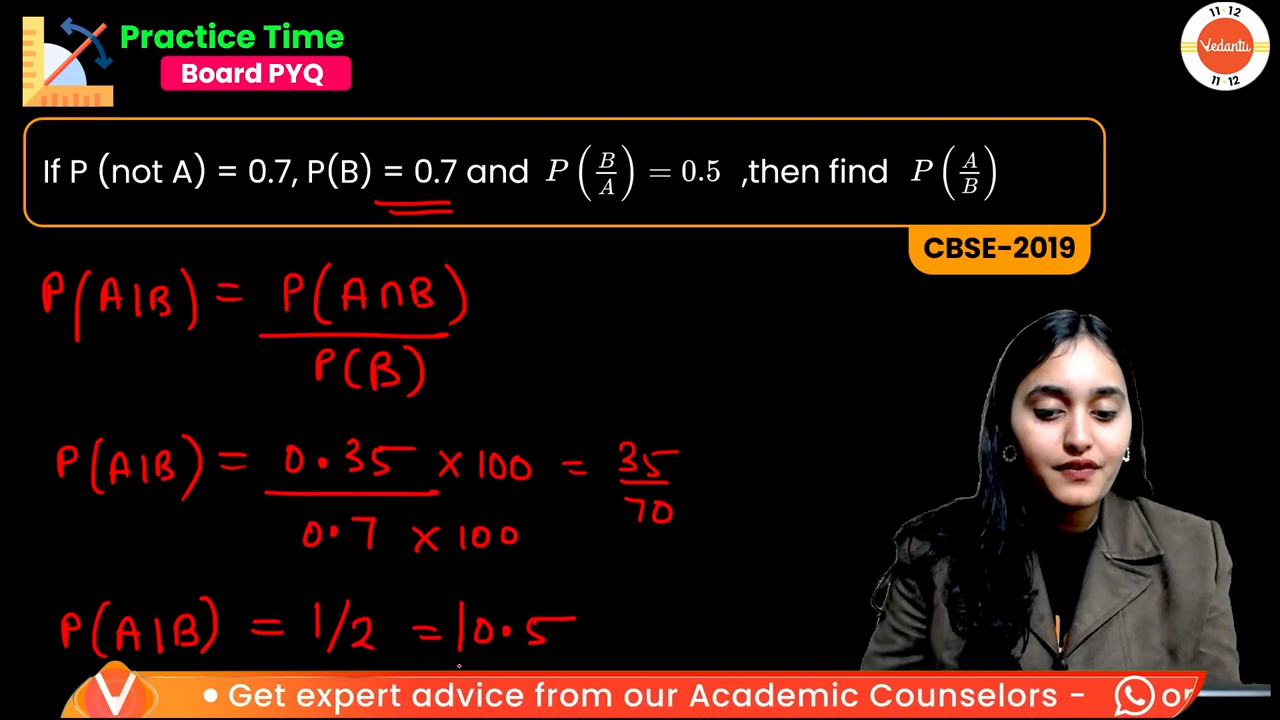 Practice Time
Board PYQ
11•12
Vedantu
11•12
If P (not A) = 0.7, P(B) = 0.7 and P(B/A) = 0.5 ,then find P(A/B)
CBSE-2019
P(A|B) = P(A∩B)
P(B)
P(A|B) = 0.35 × 100 = 35
0.7 × 100 70
P(A|B) = 1/2 = 0.5
V
• Get expert advice from our Academic Counselors - or